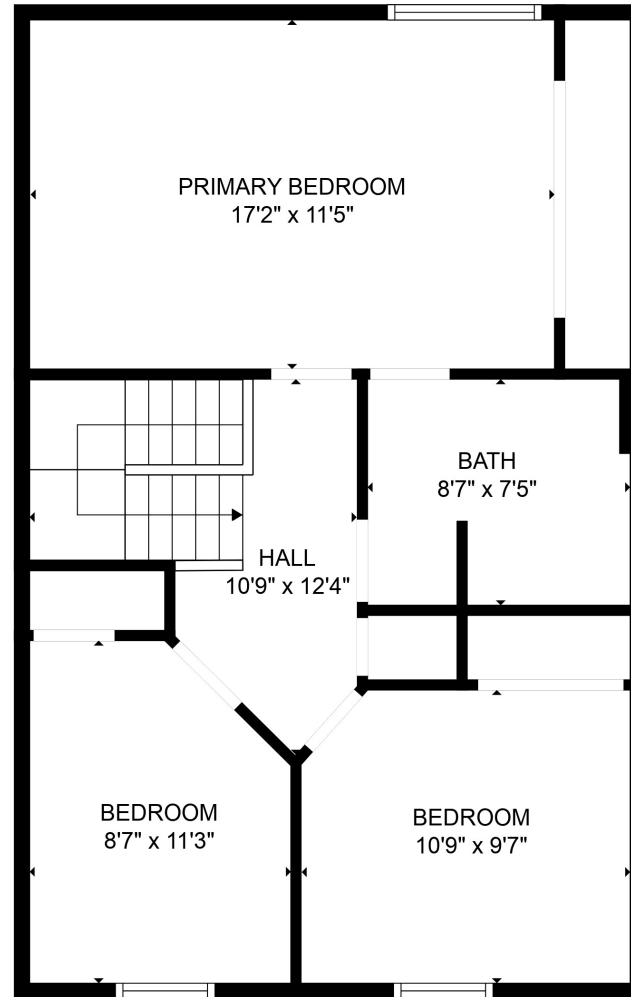 PRIMARY BEDROOM
17'2" x 11'5"
BATH
8'7" x 7'5"
HALL
10'9" x 12'4"
BEDROOM
8'7" x 11'3"
BEDROOM
10'9" x 9'7"